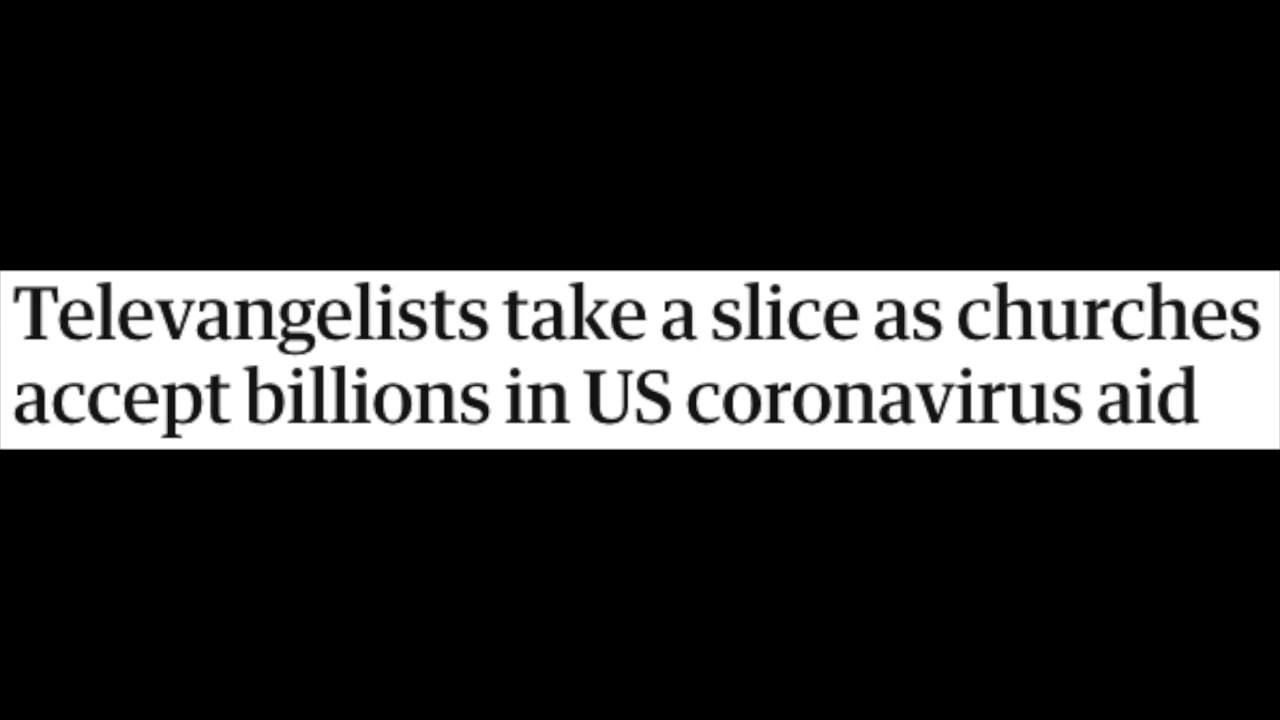 Televangelists take a slice as churches
accept billions in US coronavirus aid